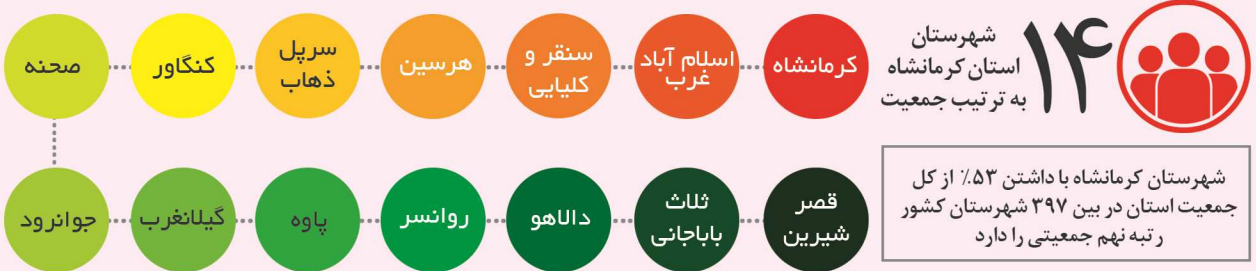 ۱۴
شهرستان
استان کرمانشاه
به ترتیب جمعیت
کرمانشاه
اسلام آباد
غرب
سنقر و
کلیایی
هرسین
سرپل
ذهاب
کنگاور
صحنه
جوانرود
گیلانغرب
پاوه
روانسر
دالاهو
ثلاث
باباجانی
قصر
شیرین
شهرستان کرمانشاه با داشتن ۵۳٪ از کل
جمعیت استان در بین ۳۹۷ شهرستان کشور
رتبه نهم جمعیتی را دارد